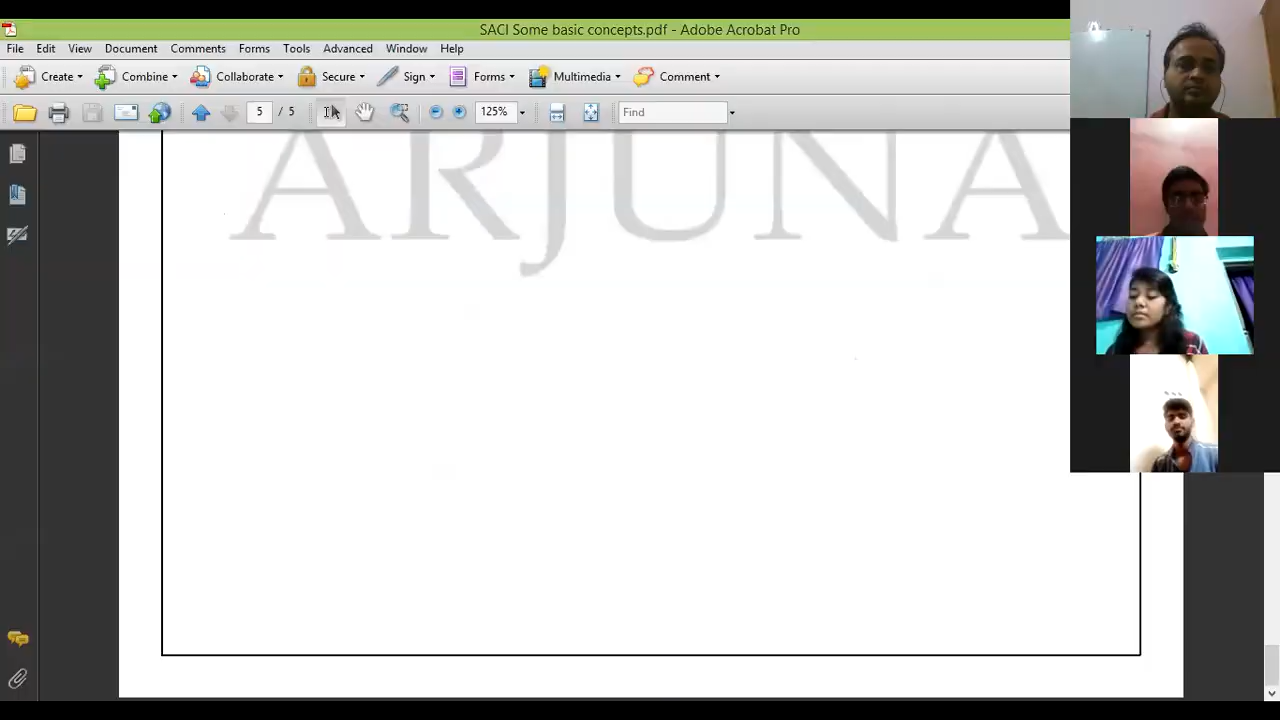 SACI Some basic concepts.pdf - Adobe Acrobat Pro
File Edit View Document Comments Forms Tools Advanced Window Help
Create Combine Collaborate Secure Sign Forms Multimedia Comment
5 / 5 125% Find
ARJUNA